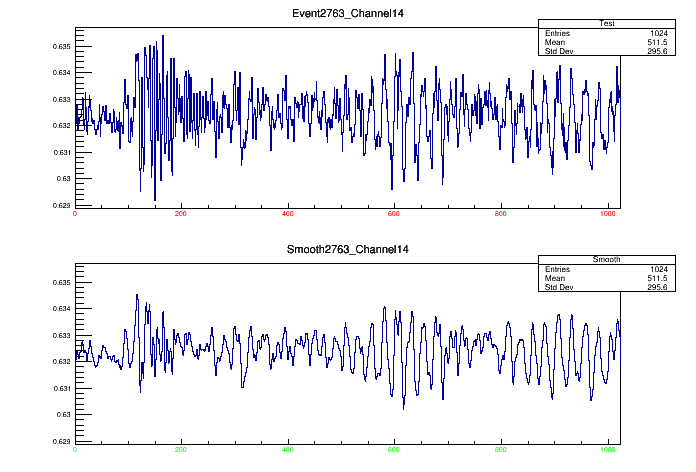 Event2763_Channel14
Test
Entries 1024
Mean 511.5
Std Dev 295.6
0.635
0.634
0.633
0.632
0.631
0.63
0.629
0 200 400 600 800 1000
Smooth2763_Channel14
Smooth
Entries 1024
Mean 511.5
Std Dev 295.6
0.635
0.634
0.633
0.632
0.631
0.63
0.629
0 200 400 600 800 1000